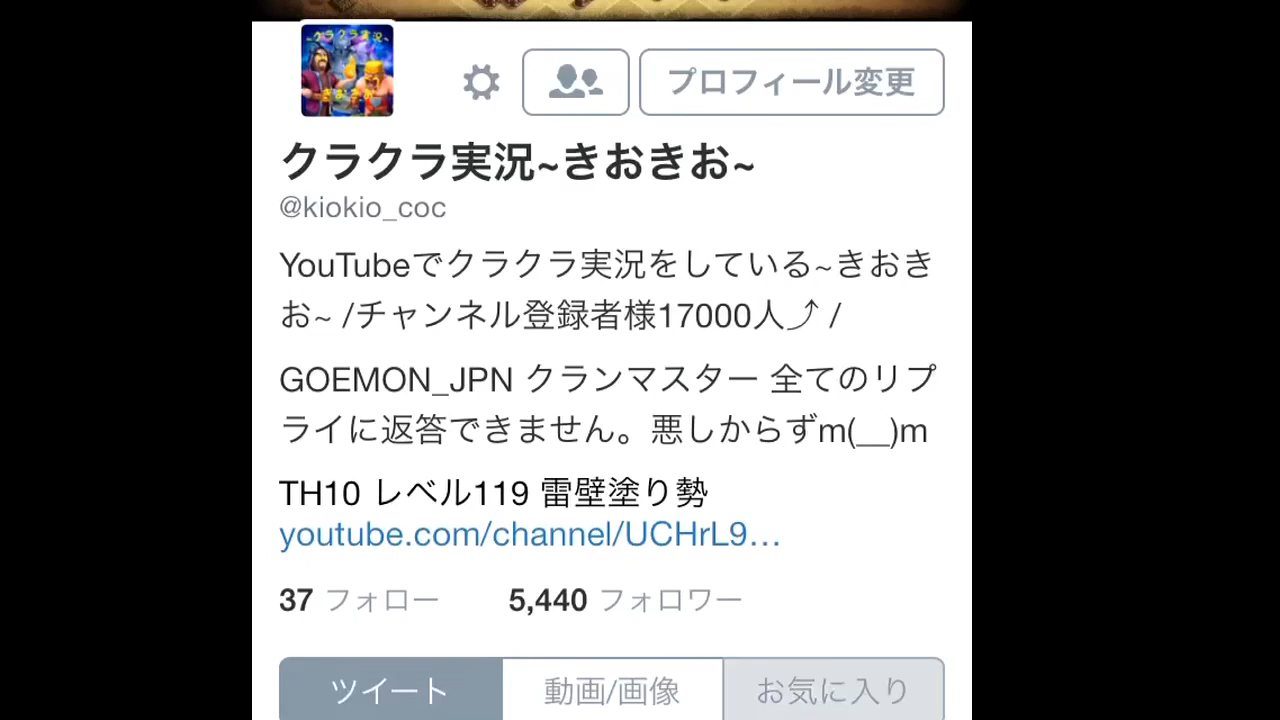 ~クラクラ実況~
プロフィール変更
クラクラ実況~きおきお~
@kiokio_coc
YouTubeでクラクラ実況をしている~きおき
お~ /チャンネル登録者様17000人⤴ /
GOEMON_JPN クランマスター 全てのリプ
ライに返答できません。悪しからずm(__)m
TH10 レベル119 雷壁塗り勢
youtube.com/channel/UCHrL9…
37 フォロー 5,440 フォロワー
ツイート 動画/画像 お気に入り